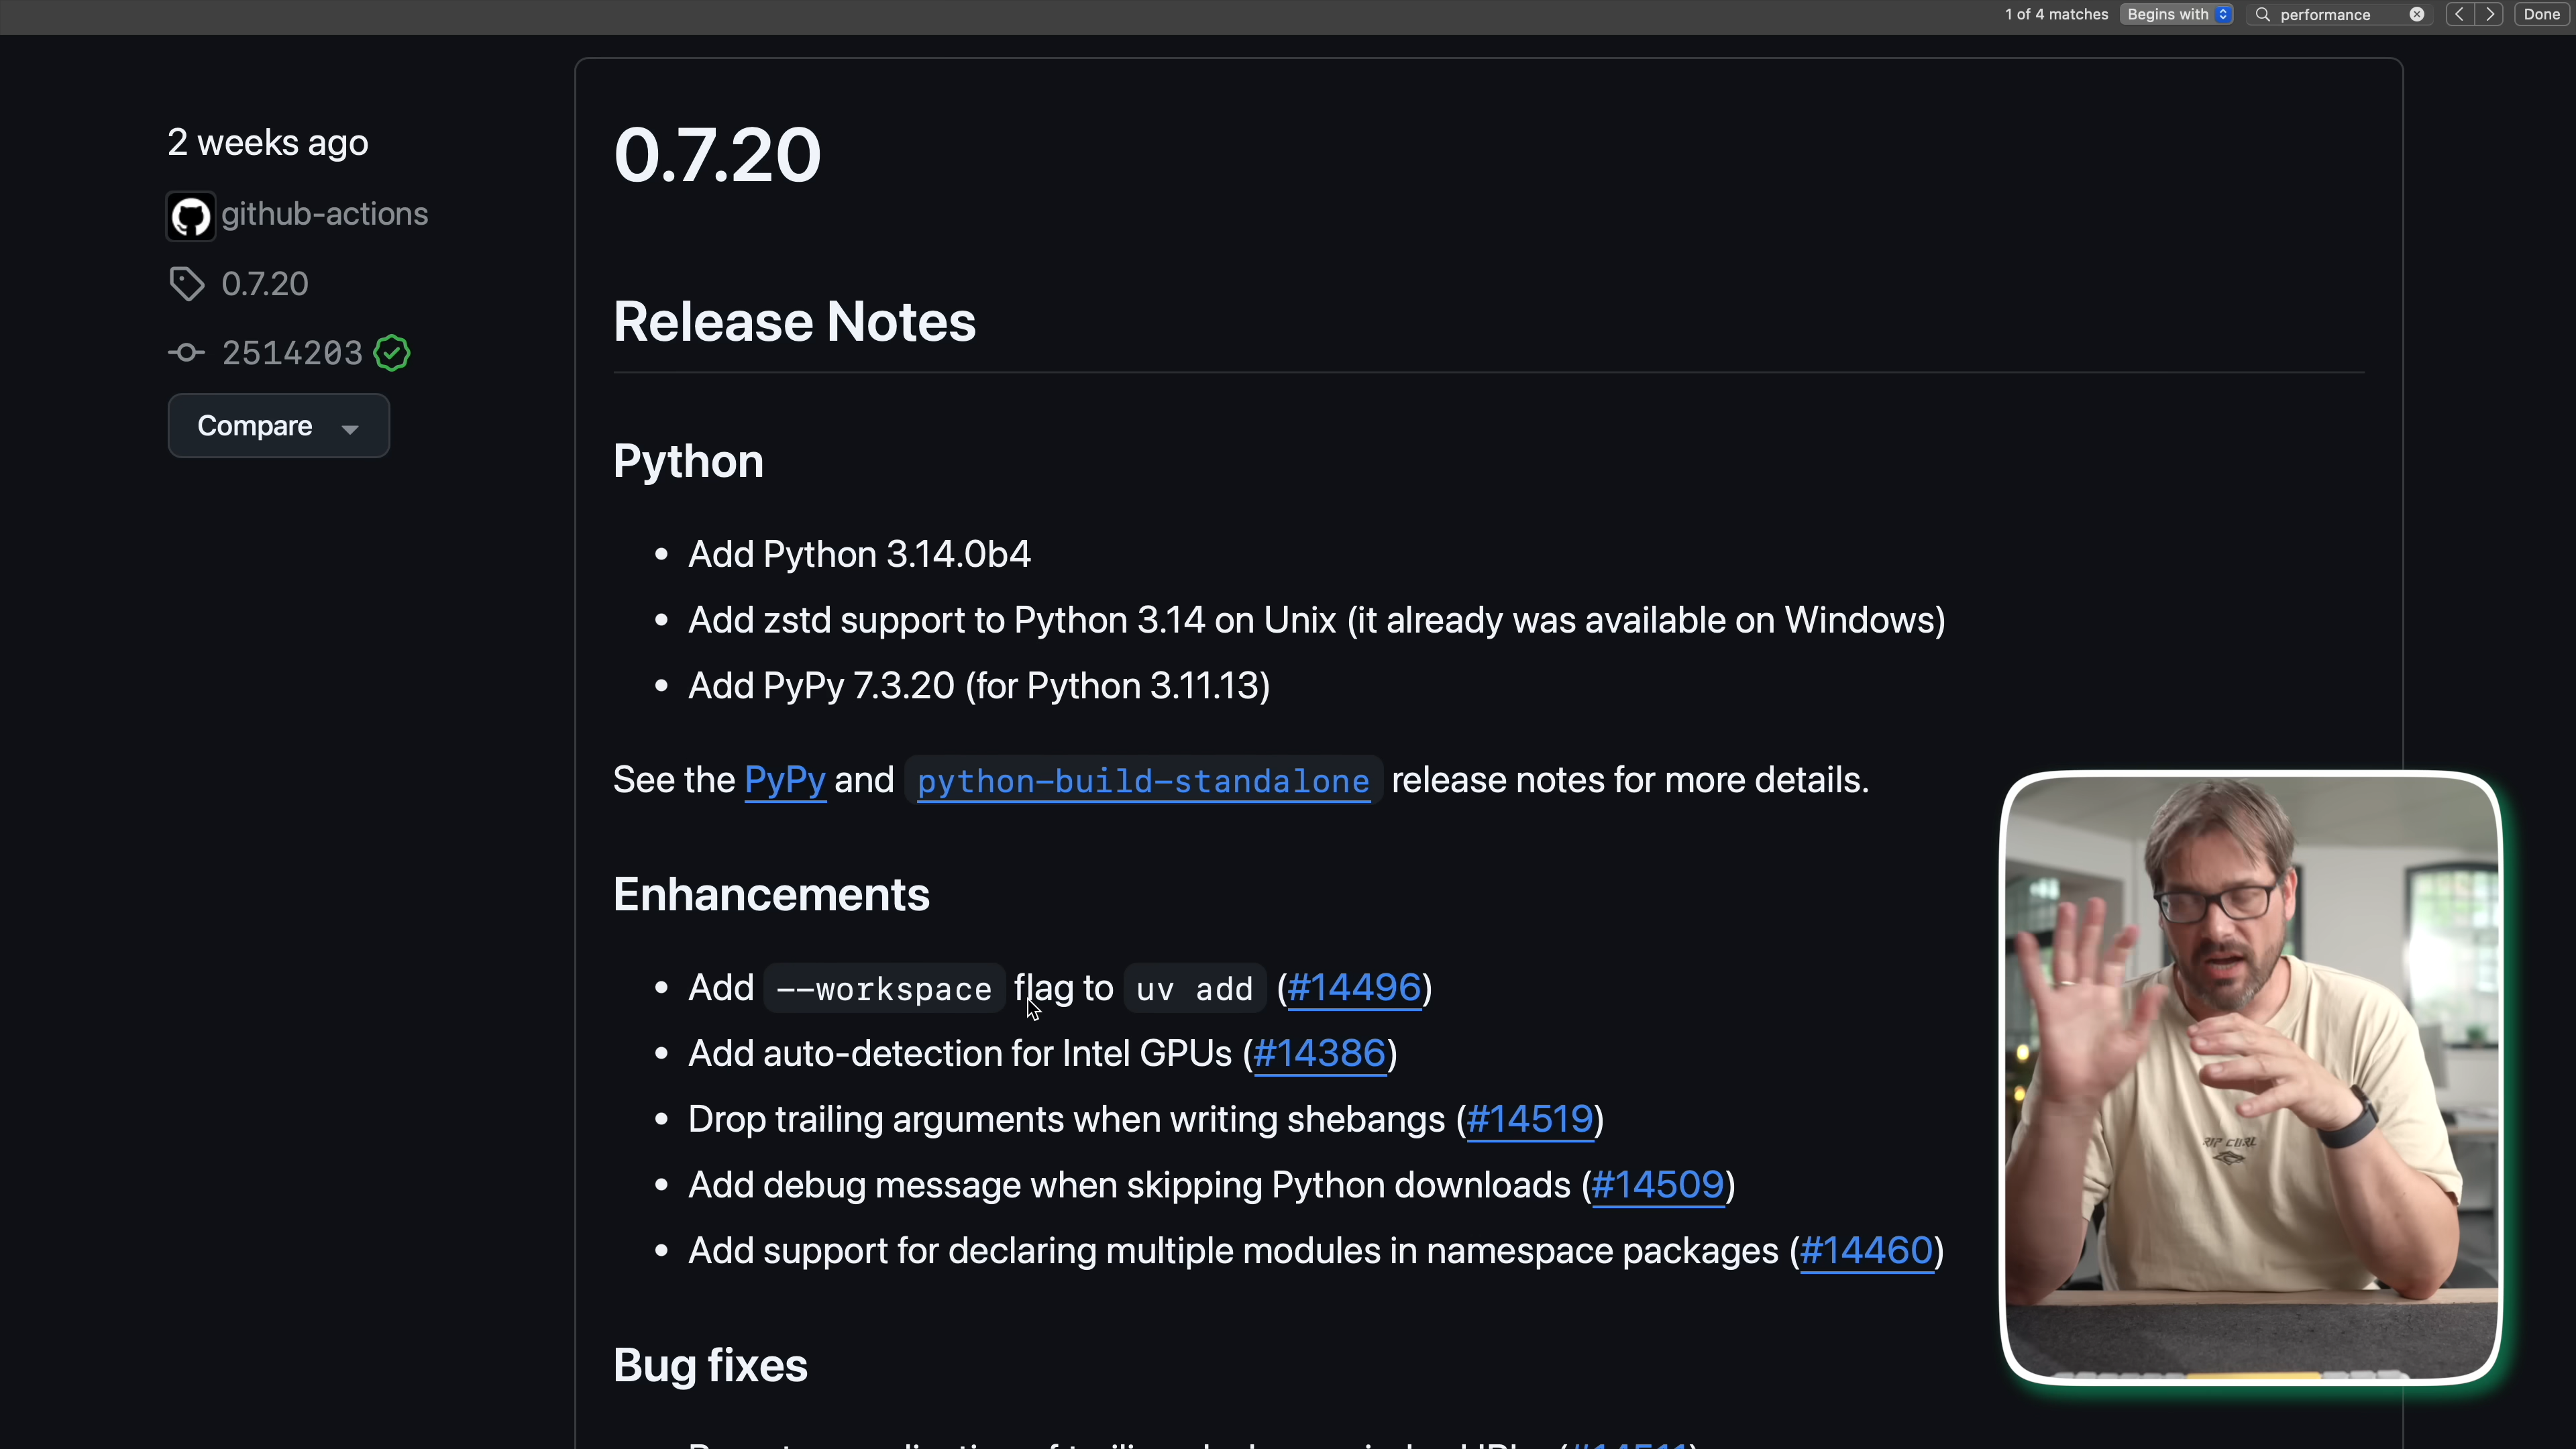 1 of 4 matches Begins with performance Done
2 weeks ago
github-actions
0.7.20
2514203
Compare
0.7.20
Release Notes
Python
• Add Python 3.14.0b4
• Add zstd support to Python 3.14 on Unix (it already was available on Windows)
• Add PyPy 7.3.20 (for Python 3.11.13)
See the PyPy and python-build-standalone release notes for more details.
Enhancements
• Add --workspace flag to uv add (#14496)
• Add auto-detection for Intel GPUs (#14386)
• Drop trailing arguments when writing shebangs (#14519)
• Add debug message when skipping Python downloads (#14509)
• Add support for declaring multiple modules in namespace packages (#14460)
Bug fixes
RIP CURL